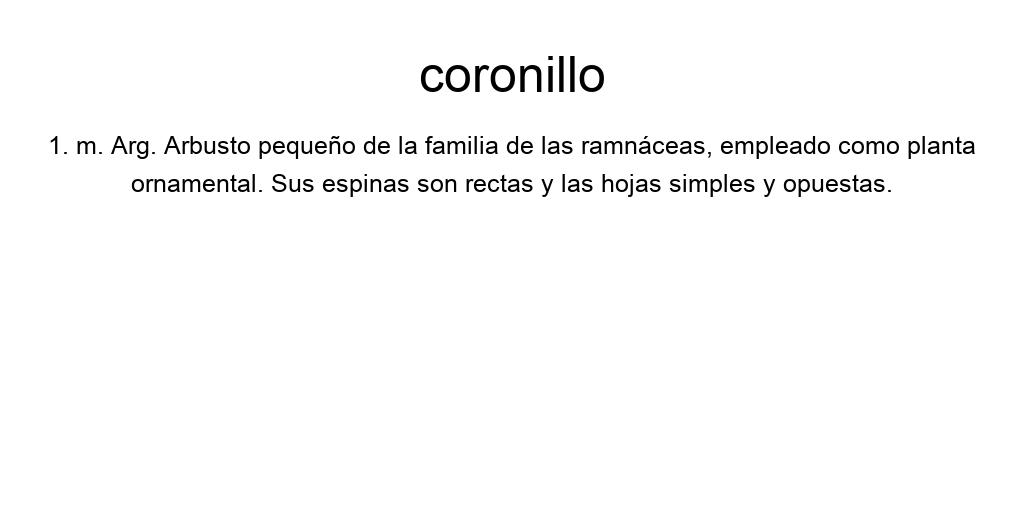 coronillo
1. m. Arg. Arbusto pequeño de la familia de las ramnáceas, empleado como planta
ornamental. Sus espinas son rectas y las hojas simples y opuestas.